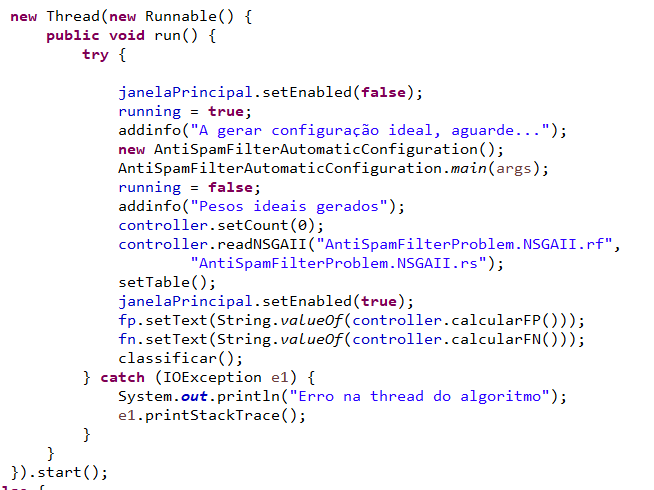 new Thread(new Runnable() {
public void run() {
try {
janelaPrincipal.setEnabled(false);
running = true;
addinfo("A gerar configuração ideal, aguarde...");
new AntiSpamFilterAutomaticConfiguration();
AntiSpamFilterAutomaticConfiguration.main(args);
running = false;
addinfo("Pesos ideais gerados");
controller.setCount(0);
controller.readNSGAII("AntiSpamFilterProblem.NSGAII.rf",
"AntiSpamFilterProblem.NSGAII.rs");
setTable();
janelaPrincipal.setEnabled(true);
fp.setText(String.valueOf(controller.calcularFP()));
fn.setText(String.valueOf(controller.calcularFN()));
classificar();
} catch (IOException e1) {
System.out.println("Erro na thread do algoritmo");
e1.printStackTrace();
}
}
}).start();